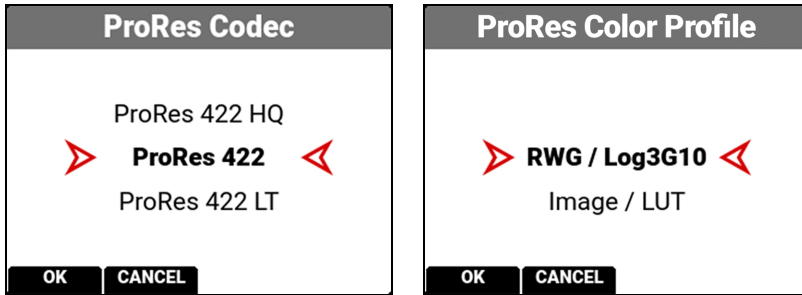 ProRes Codec
ProRes 422 HQ
ProRes 422
ProRes 422 LT
OK CANCEL
ProRes Color Profile
RWG / Log3G10
Image / LUT
OK CANCEL